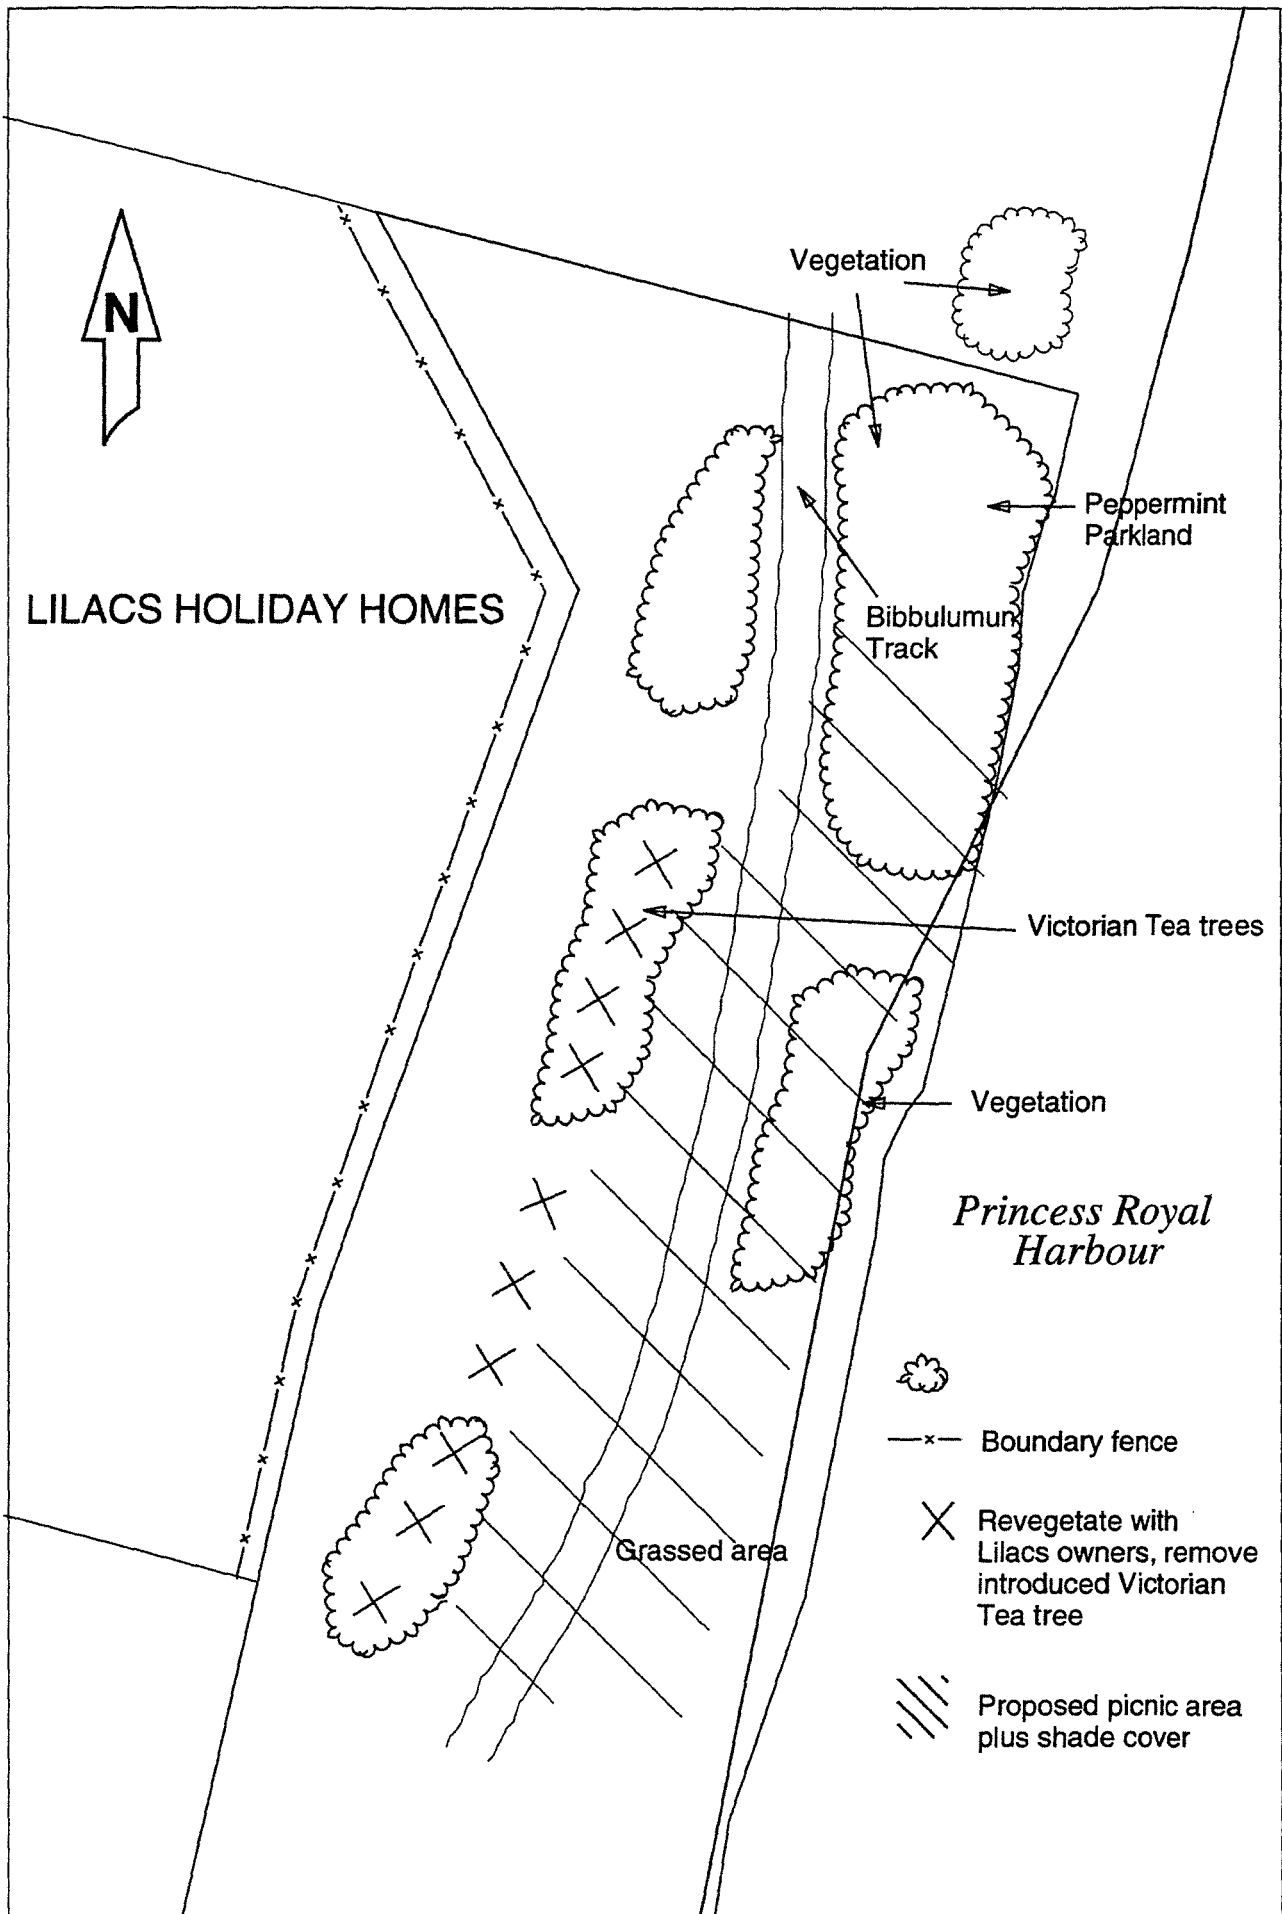 N
Vegetation
Peppermint
Parkland
LILACS HOLIDAY HOMES
Bibbulumun
Track
Victorian Tea trees
Vegetation
Princess Royal
Harbour
Boundary fence
Revegetate with
Lilacs owners, remove
introduced Victorian
Tea tree
Grassed area
Proposed picnic area
plus shade cover